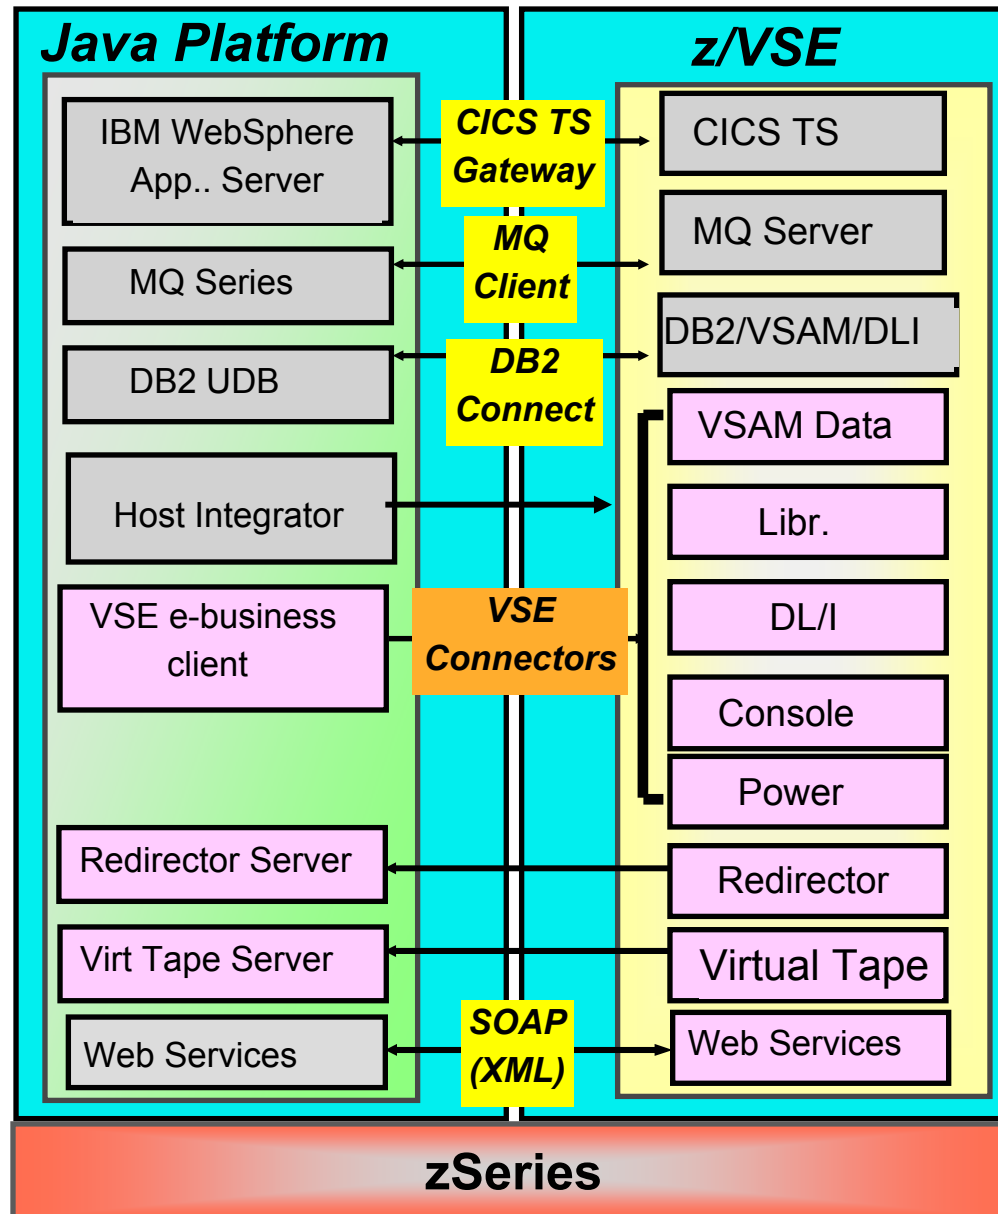 Java Platform
z/VSE
IBM WebSphere
App.. Server
CICS TS
Gateway
CICS TS
MQ Series
MQ
Client
MQ Server
DB2 UDB
DB2
Connect
DB2/VSAM/DLI
Host Integrator
VSE e-business
client
VSE
Connectors
VSAM Data
Libr.
DL/I
Console
Power
Redirector Server
Redirector
Virt Tape Server
Virtual Tape
Web Services
SOAP
(XML)
Web Services
zSeries